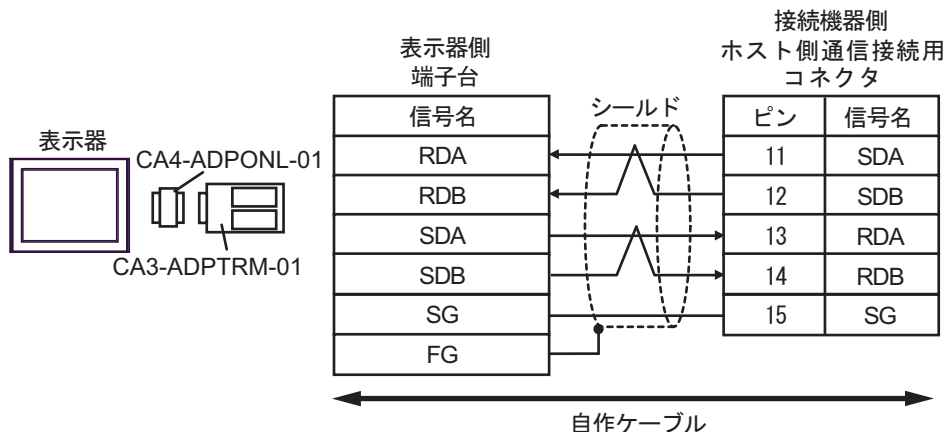 接続機器側
ホスト側通信接続用
コネクタ
表示器側
端子台
信号名
シールド
ピン 信号名
表示器
CA4-ADPONL-01
CA3-ADPTRM-01
RDA 11 SDA
RDB 12 SDB
SDA 13 RDA
SDB 14 RDB
SG 15 SG
FG
自作ケーブル